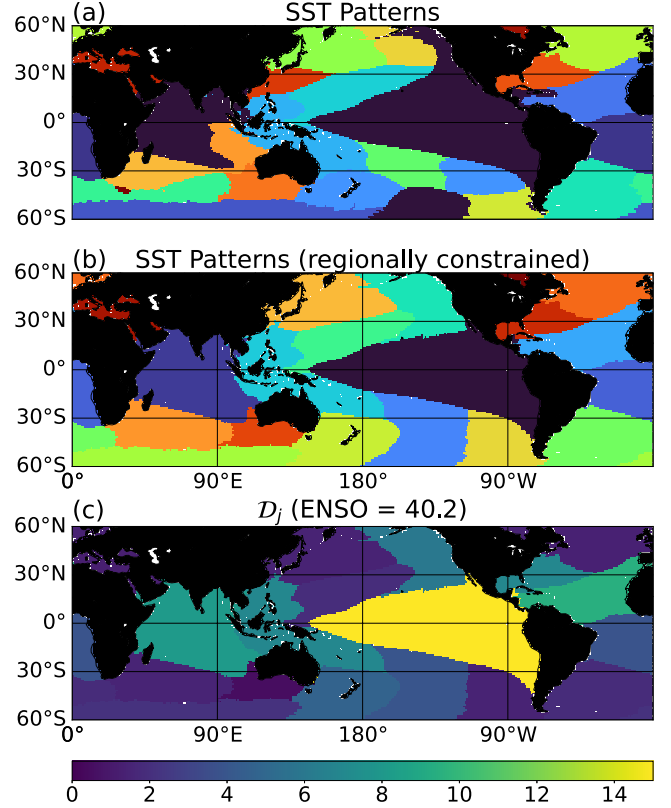 (a) SST Patterns
60°N
30°N
0°
30°S
60°S
(b) SST Patterns (regionally constrained)
60°N
30°N
0°
30°S
60°S
0° 90°E 180° 90°W
(c) 𝒟j (ENSO = 40.2)
60°N
30°N
0°
30°S
60°S
0° 90°E 180° 90°W
0 2 4 6 8 10 12 14